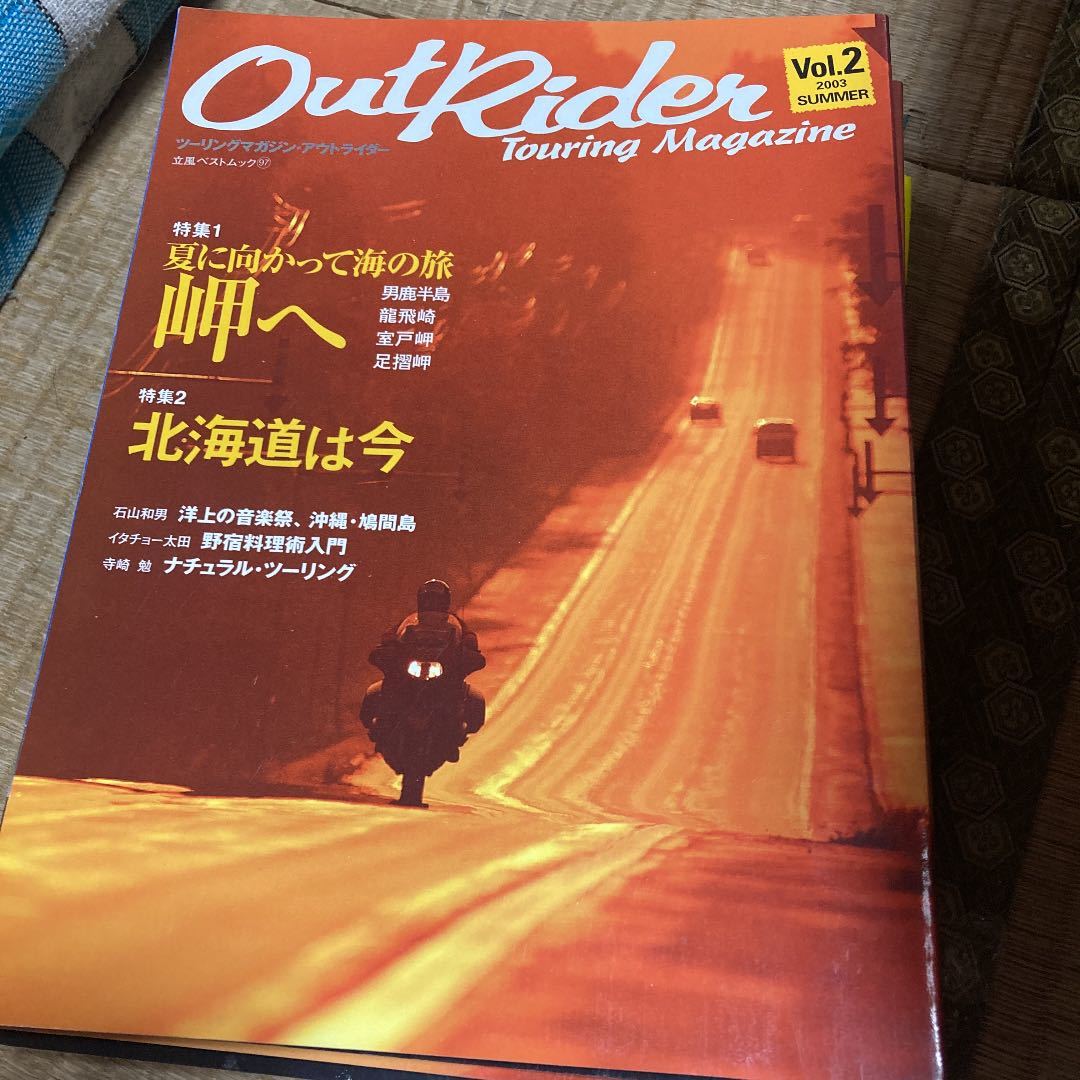 OutRider
Touring Magazine
Vol.2
2003
SUMMER
ツーリングマガジン・アウトライダー
立風ベストムック97
特集1
夏に向かって海の旅
岬へ
男鹿半島
龍飛崎
室戸岬
足摺岬
特集2
北海道は今
石山和男 洋上の音楽祭、沖縄・鳩間島
イタチョー太田 野宿料理術入門
寺崎 勉 ナチュラル・ツーリング